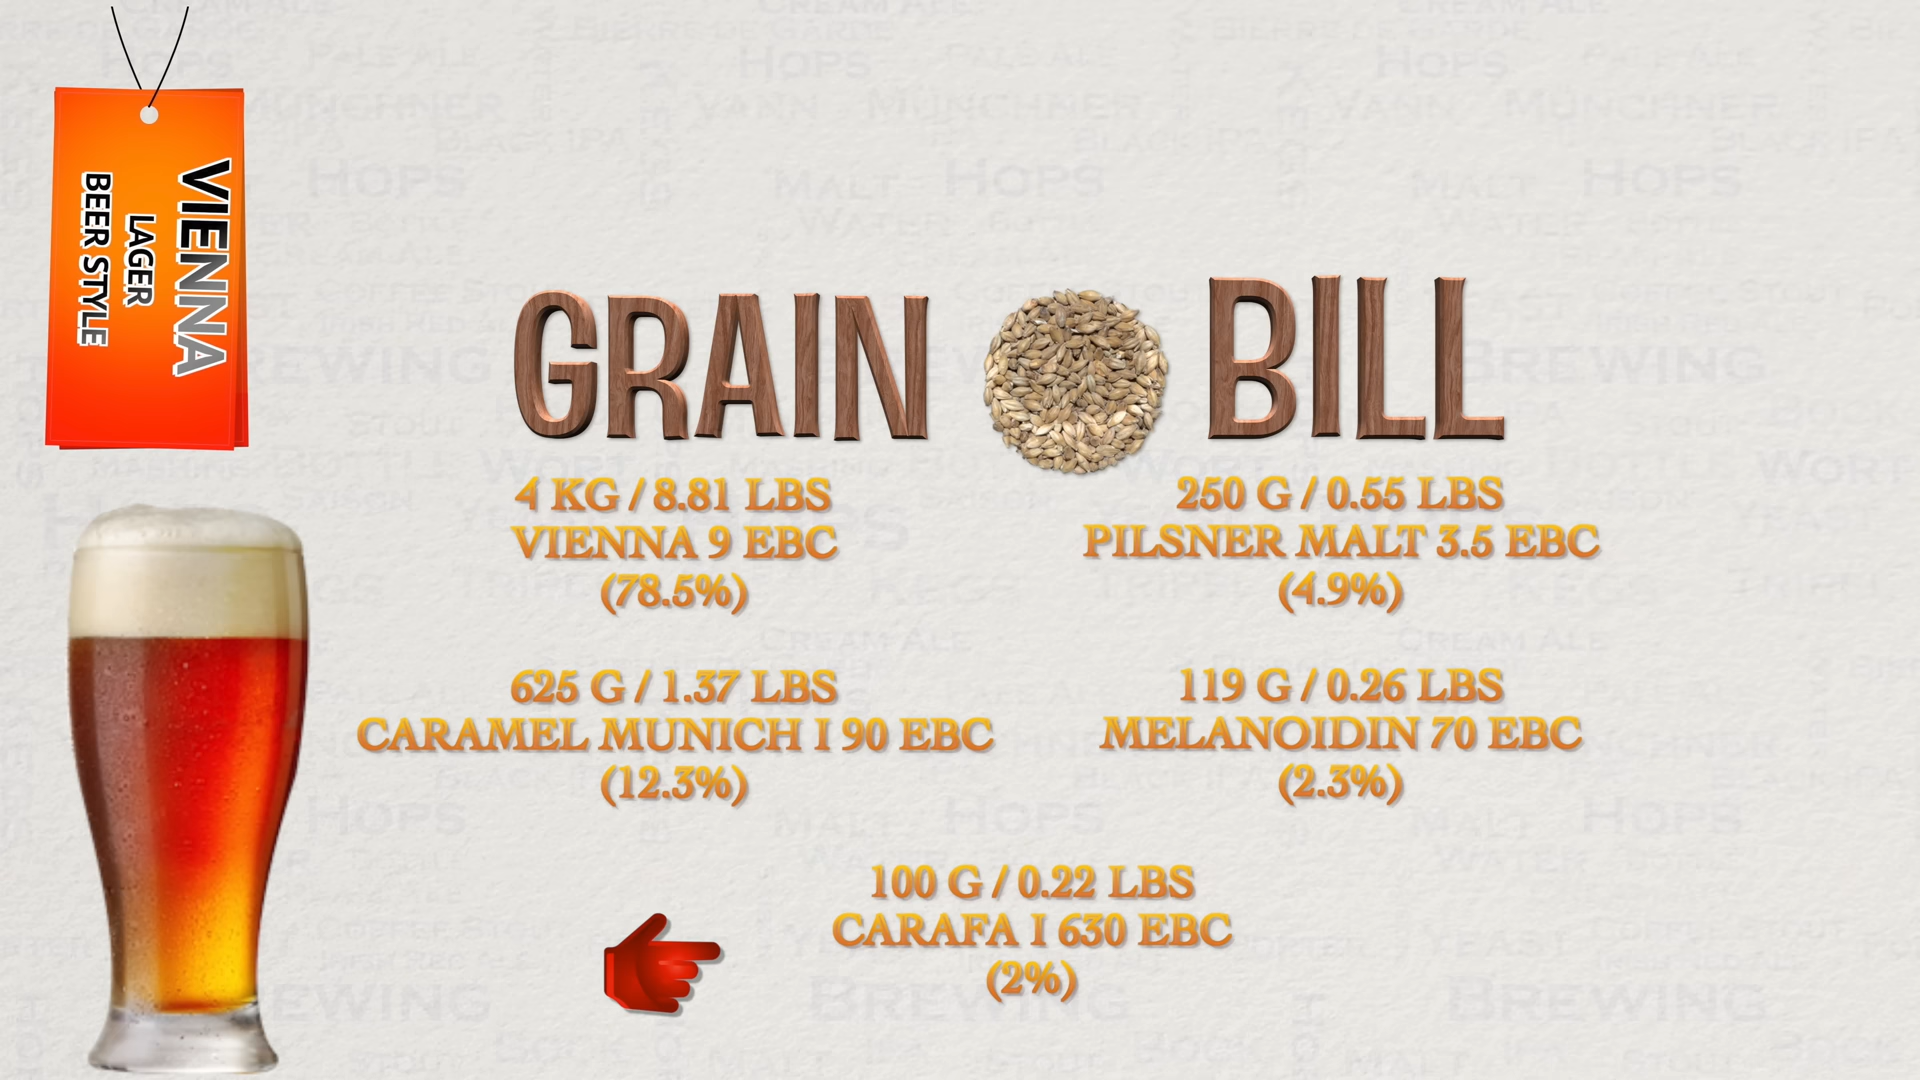 VIENNA
LAGER
BEER STYLE
GRAIN BILL
4 KG / 8.81 LBS
VIENNA 9 EBC
(78.5%)
250 G / 0.55 LBS
PILSNER MALT 3.5 EBC
(4.9%)
625 G / 1.37 LBS
CARAMEL MUNICH I 90 EBC
(12.3%)
119 G / 0.26 LBS
MELANOIDIN 70 EBC
(2.3%)
100 G / 0.22 LBS
CARAFA I 630 EBC
(2%)